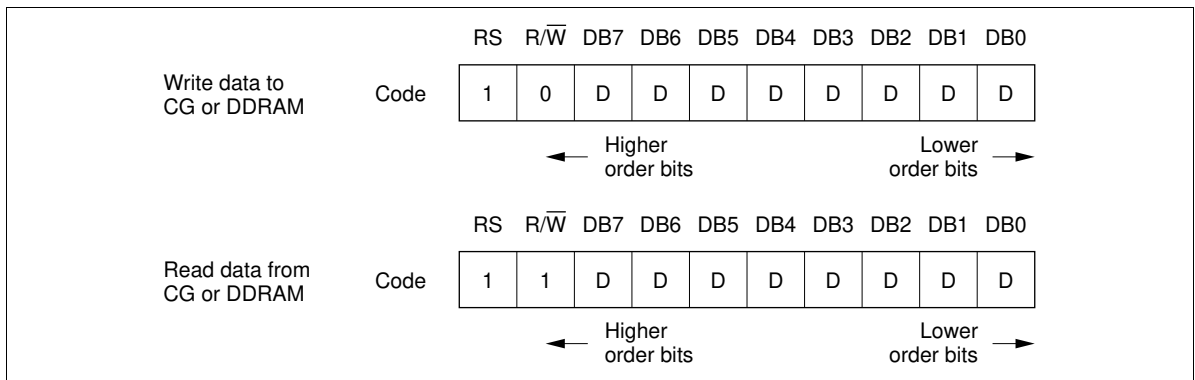 RS R/W̅ DB7 DB6 DB5 DB4 DB3 DB2 DB1 DB0
Write data to
CG or DDRAM
Code 1 0 D D D D D D D D
Higher
order bits
Lower
order bits
RS R/W̅ DB7 DB6 DB5 DB4 DB3 DB2 DB1 DB0
Read data from
CG or DDRAM
Code 1 1 D D D D D D D D
Higher
order bits
Lower
order bits